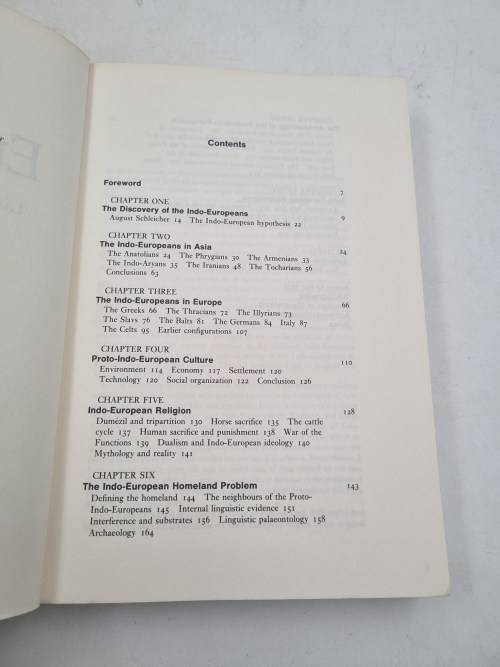 Contents
Foreword 7
CHAPTER ONE
The Discovery of the Indo-Europeans 9
August Schleicher 14 The Indo-European hypothesis 22
CHAPTER TWO
The Indo-Europeans in Asia 24
The Anatolians 24 The Phrygians 30 The Armenians 33
The Indo-Aryans 35 The Iranians 48 The Tocharians 56
Conclusions 63
CHAPTER THREE
The Indo-Europeans in Europe 66
The Greeks 66 The Thracians 72 The Illyrians 73
The Slavs 76 The Balts 81 The Germans 84 Italy 87
The Celts 95 Earlier configurations 107
CHAPTER FOUR
Proto-Indo-European Culture 110
Environment 114 Economy 117 Settlement 120
Technology 120 Social organization 122 Conclusion 126
CHAPTER FIVE
Indo-European Religion 128
Dumézil and tripartition 130 Horse sacrifice 135 The cattle
cycle 137 Human sacrifice and punishment 138 War of the
Functions 139 Dualism and Indo-European ideology 140
Mythology and reality 141
CHAPTER SIX
The Indo-European Homeland Problem 143
Defining the homeland 144 The neighbours of the Proto-
Indo-Europeans 145 Internal linguistic evidence 151
Interference and substrates 156 Linguistic palaeontology 158
Archaeology 164